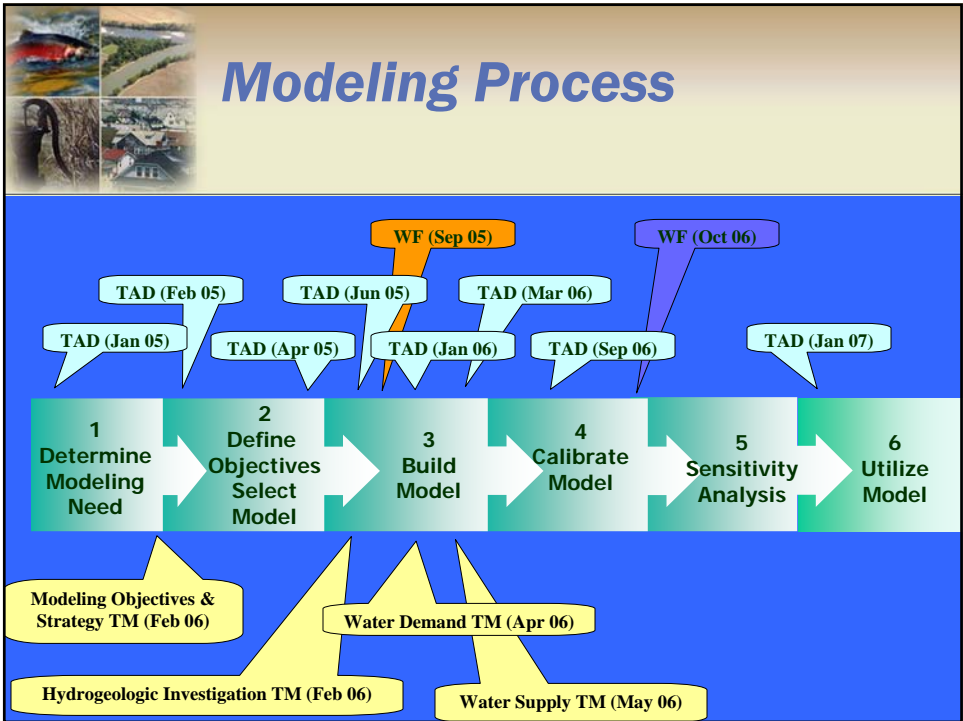 Modeling Process
WF (Sep 05)
WF (Oct 06)
TAD (Feb 05)
TAD (Jun 05)
TAD (Mar 06)
TAD (Jan 05)
TAD (Apr 05)
TAD (Jan 06)
TAD (Sep 06)
TAD (Jan 07)
1
Determine
Modeling
Need
2
Define
Objectives
Select
Model
3
Build
Model
4
Calibrate
Model
5
Sensitivity
Analysis
6
Utilize
Model
Modeling Objectives &
Strategy TM (Feb 06)
Water Demand TM (Apr 06)
Hydrogeologic Investigation TM (Feb 06)
Water Supply TM (May 06)